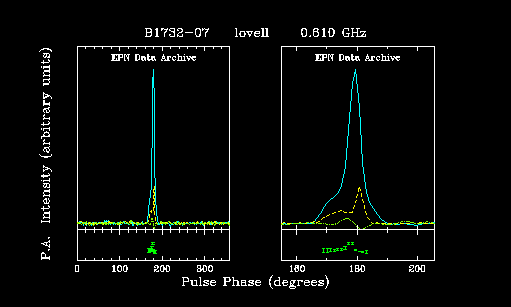 B1732-07 lovell 0.610 GHz
EPN Data Archive EPN Data Archive
P.A. Intensity (arbitrary units)
0 100 200 300 160 180 200
Pulse Phase (degrees)